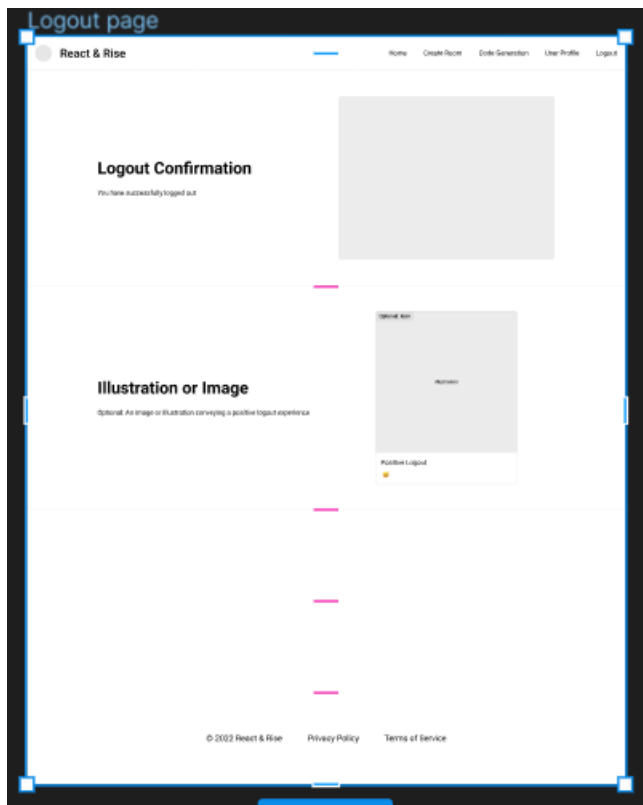 Logout page
React & Rise
Home Create Room Code Generation User Profile Logout
Logout Confirmation
You have successfully logged out
Optional: Icon
Illustration
Illustration or Image
Optional: An image or illustration conveying a positive logout experience
Positive Logout
😄
© 2022 React & Rise Privacy Policy Terms of Service